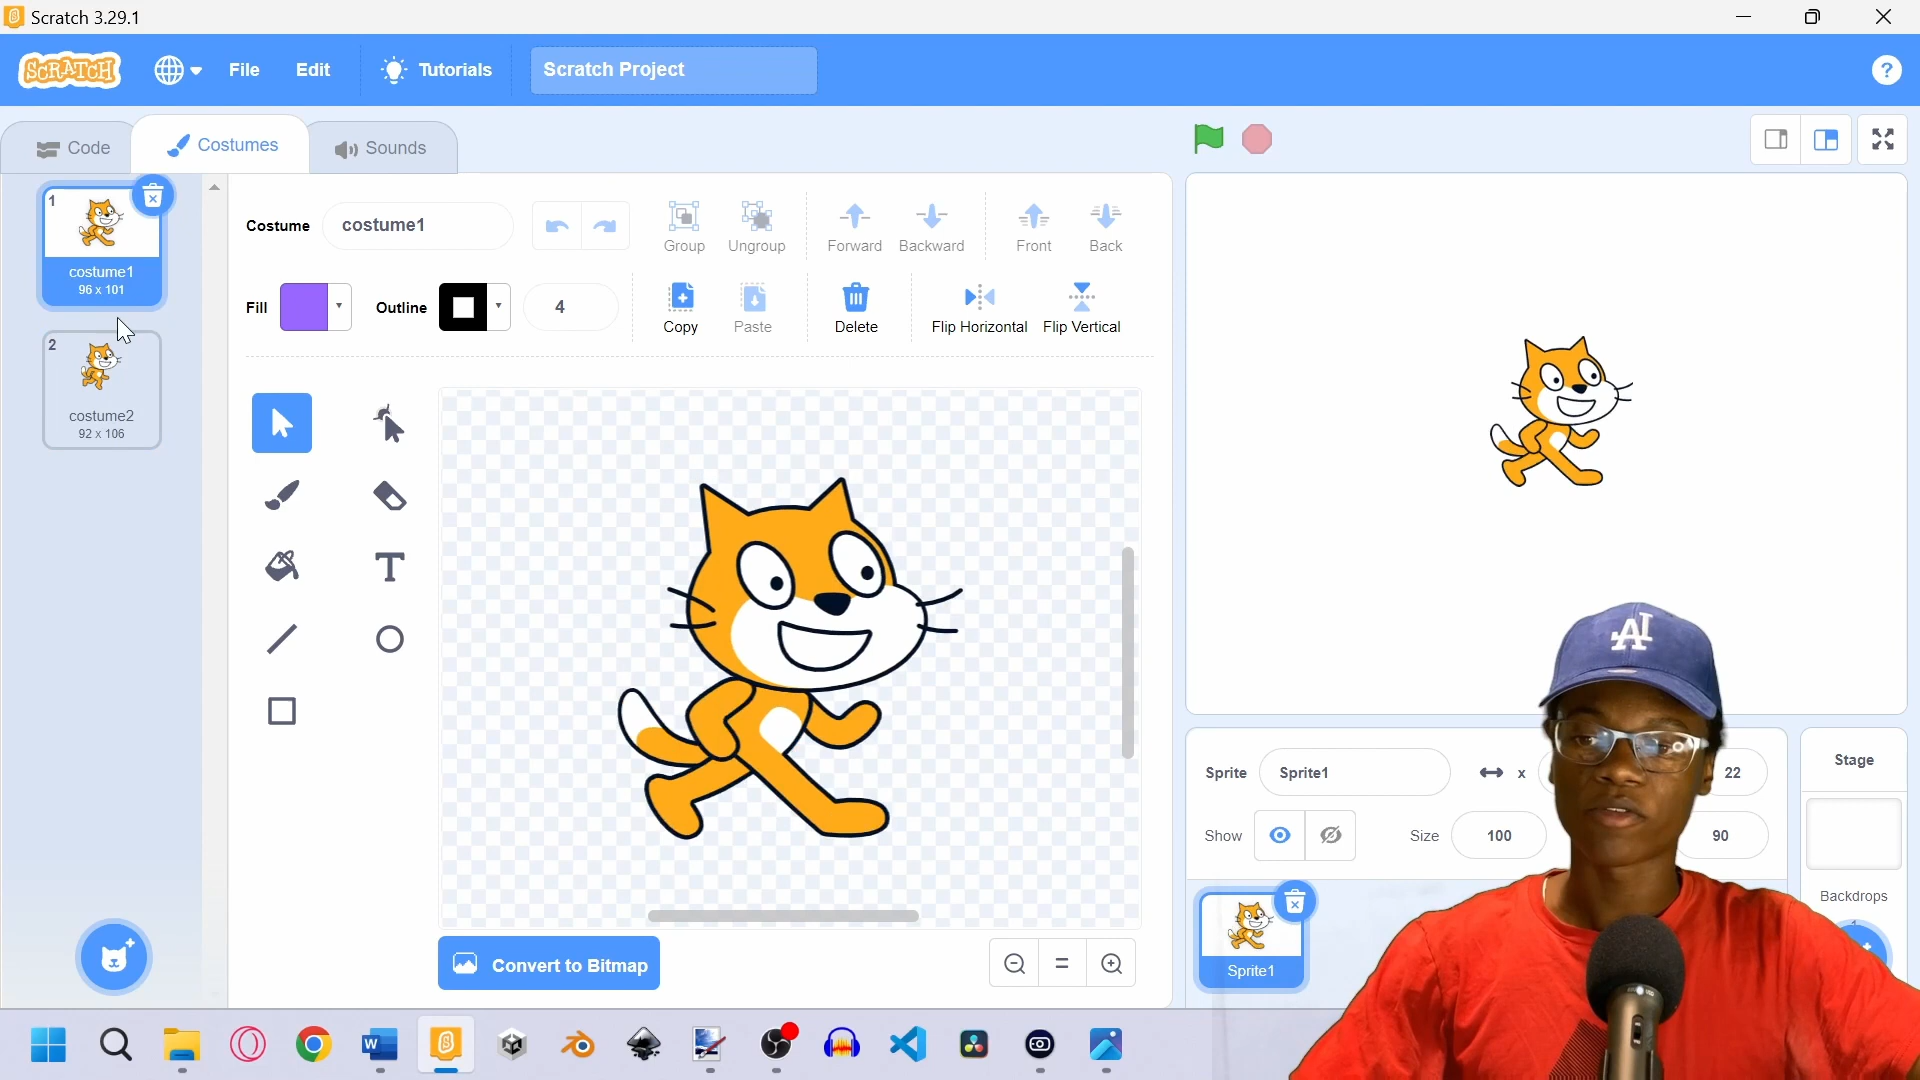 Scratch 3.29.1
SCRATCH File Edit Tutorials Scratch Project ?
Code Costumes Sounds
1
costume1
96 x 101
2
costume2
92 x 106
Costume costume1
Group Ungroup Forward Backward Front Back
Fill Outline 4 Copy Paste Delete Flip Horizontal Flip Vertical
T
Convert to Bitmap
=
Sprite Sprite1 x 22
Show Size 100 90
Sprite1
Stage
Backdrops
W